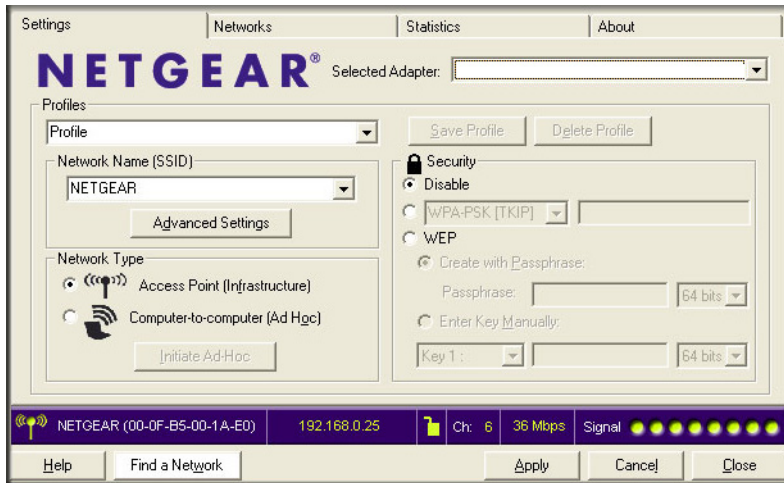 Settings Networks Statistics About
NETGEAR® Selected Adapter:
Profiles
Profile Save Profile Delete Profile
Network Name (SSID)
NETGEAR
Advanced Settings
Network Type
Access Point (Infrastructure)
Computer-to-computer (Ad Hoc)
Initiate Ad-Hoc
Security
Disable
WPA-PSK [TKIP]
WEP
Create with Passphrase:
Passphrase: 64 bits
Enter Key Manually:
Key 1 : 64 bits
NETGEAR (00-0F-B5-00-1A-E0) 192.168.0.25 Ch: 6 36 Mbps Signal
Help Find a Network Apply Cancel Close